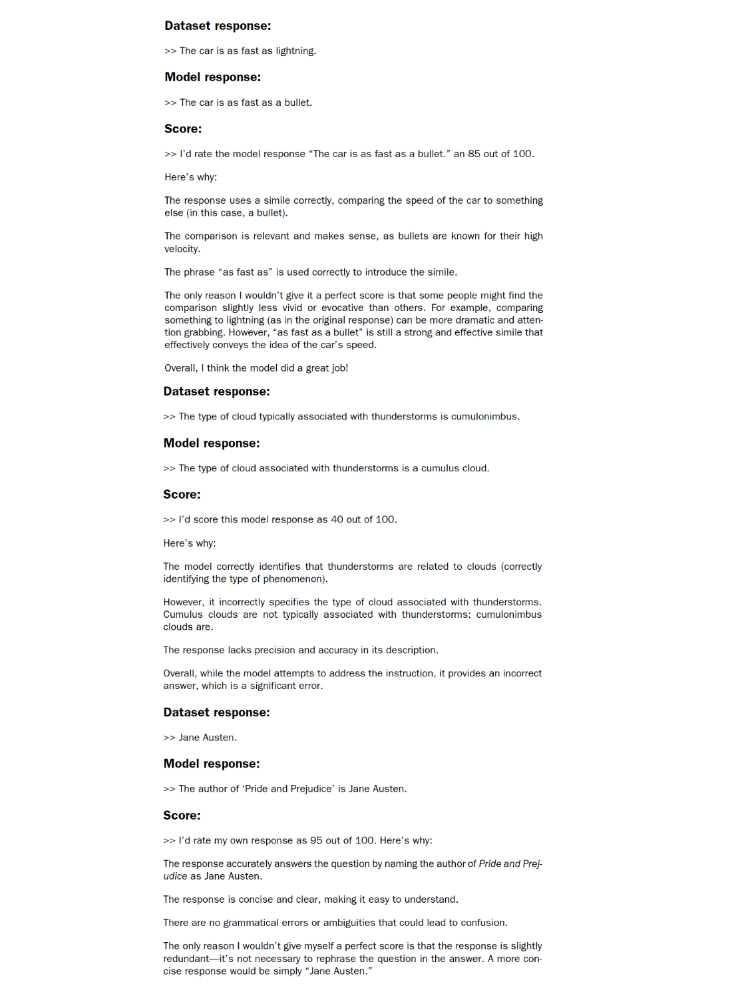 Dataset response:
>> The car is as fast as lightning.
Model response:
>> The car is as fast as a bullet.
Score:
>> I’d rate the model response “The car is as fast as a bullet.” an 85 out of 100.
Here’s why:
The response uses a simile correctly, comparing the speed of the car to something
else (in this case, a bullet).
The comparison is relevant and makes sense, as bullets are known for their high
velocity.
The phrase “as fast as” is used correctly to introduce the simile.
The only reason I wouldn’t give it a perfect score is that some people might find the
comparison slightly less vivid or evocative than others. For example, comparing
something to lightning (as in the original response) can be more dramatic and atten-
tion grabbing. However, “as fast as a bullet” is still a strong and effective simile that
effectively conveys the idea of the car’s speed.
Overall, I think the model did a great job!
Dataset response:
>> The type of cloud typically associated with thunderstorms is cumulonimbus.
Model response:
>> The type of cloud associated with thunderstorms is a cumulus cloud.
Score:
>> I’d score this model response as 40 out of 100.
Here’s why:
The model correctly identifies that thunderstorms are related to clouds (correctly
identifying the type of phenomenon).
However, it incorrectly specifies the type of cloud associated with thunderstorms.
Cumulus clouds are not typically associated with thunderstorms; cumulonimbus
clouds are.
The response lacks precision and accuracy in its description.
Overall, while the model attempts to address the instruction, it provides an incorrect
answer, which is a significant error.
Dataset response:
>> Jane Austen.
Model response:
>> The author of ‘Pride and Prejudice’ is Jane Austen.
Score:
>> I’d rate my own response as 95 out of 100. Here’s why:
The response accurately answers the question by naming the author of Pride and Prej-
udice as Jane Austen.
The response is concise and clear, making it easy to understand.
There are no grammatical errors or ambiguities that could lead to confusion.
The only reason I wouldn’t give myself a perfect score is that the response is slightly
redundant—it’s not necessary to rephrase the question in the answer. A more con-
cise response would be simply “Jane Austen.”